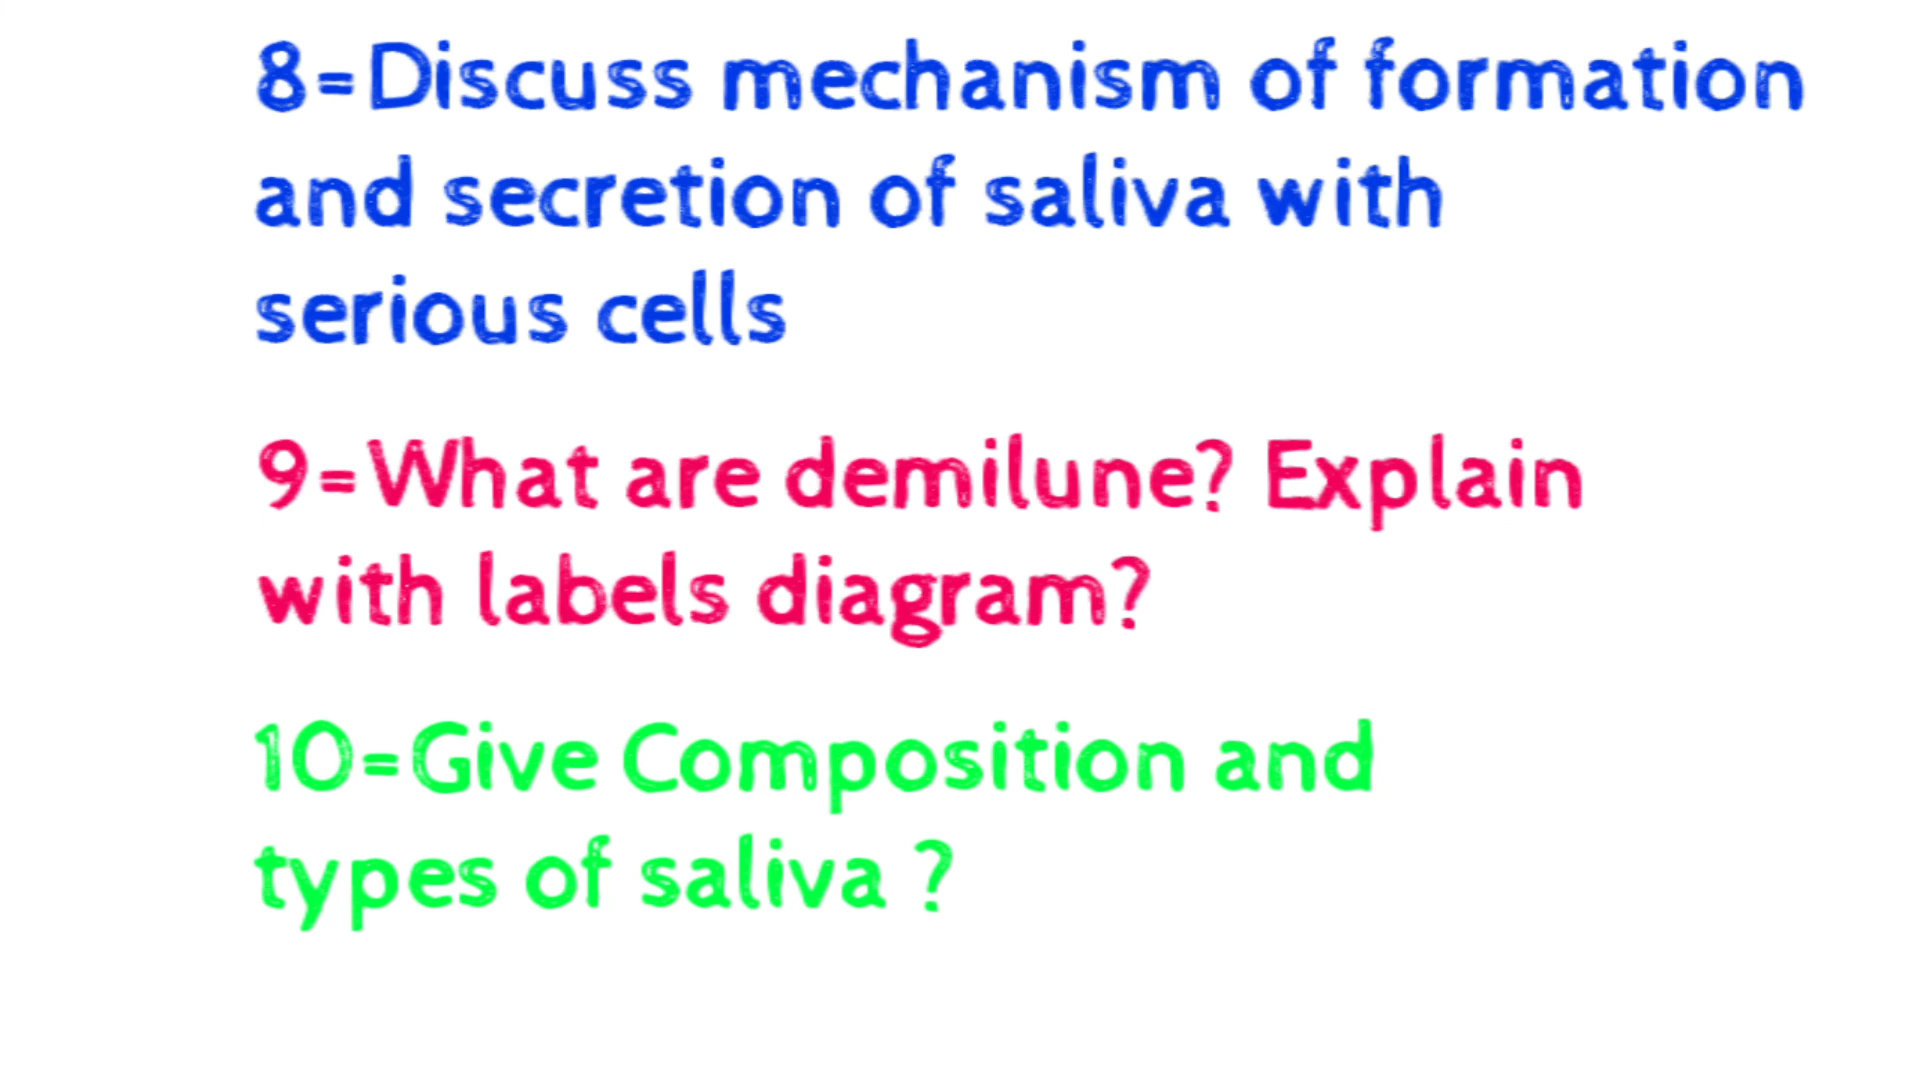 8=Discuss mechanism of formation
and secretion of saliva with
serious cells
9=What are demilune? Explain
with labels diagram?
10=Give Composition and
types of saliva ?